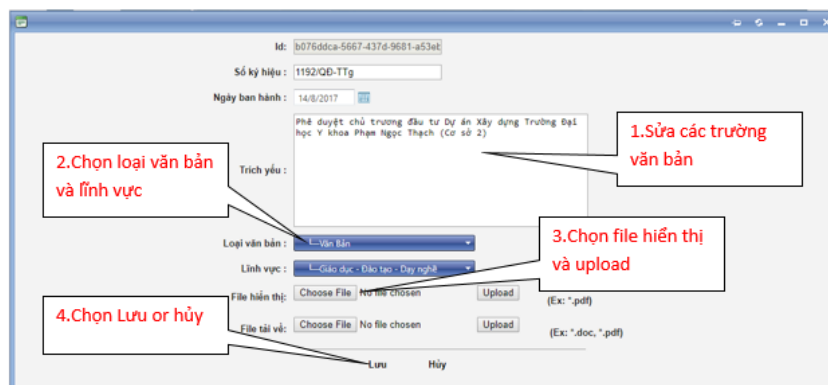 Id: b076ddca-5667-437d-9681-a53eb
Số ký hiệu : 1192/QĐ-TTg
Ngày ban hành : 14/8/2017
Phê duyệt chủ trương đầu tư Dự án Xây dựng Trường Đại
học Y khoa Phạm Ngọc Thạch (Cơ sở 2)
1.Sửa các trường
văn bản
2.Chọn loại văn bản
và lĩnh vực
Trích yếu :
Loại văn bản : Văn Bản
3.Chọn file hiển thị
và upload
Lĩnh vực : Giáo dục - Đào tạo - Dạy nghề
File hiển thị: Choose File No file chosen Upload (Ex: *.pdf)
4.Chọn Lưu or hủy
File tải về: Choose File No file chosen Upload (Ex: *.doc, *.pdf)
Lưu Hủy